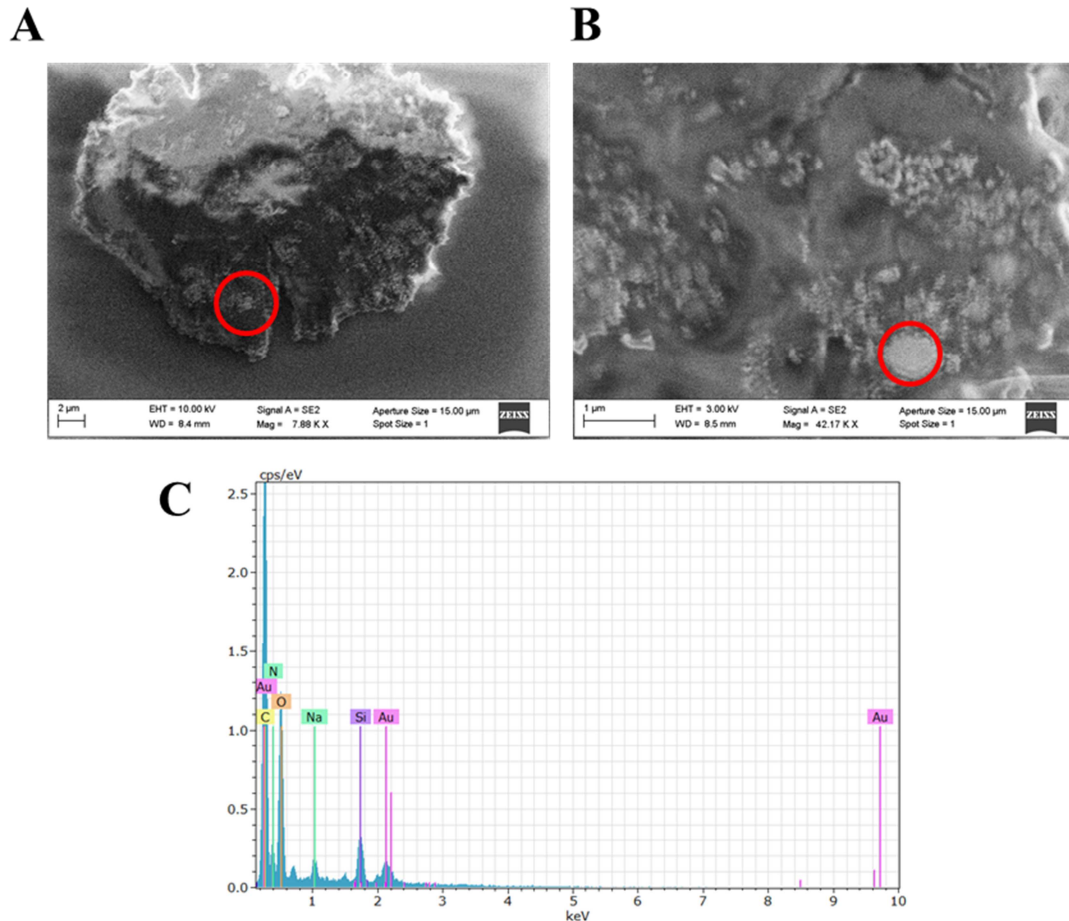 A
B
2 µm
EHT = 10.00 kV
Signal A = SE2
Aperture Size = 15.00 µm
ZEISS
WD = 8.4 mm
Mag = 7.88 K X
Spot Size = 1
1 µm
EHT = 3.00 kV
Signal A = SE2
Aperture Size = 15.00 µm
ZEISS
WD = 8.5 mm
Mag = 42.17 K X
Spot Size = 1
C
cps/eV
2.5
2.0
1.5
1.0
0.5
0.0
N
Au
O
C
Na
Si
Au
Au
1 2 3 4 5 6 7 8 9 10
keV